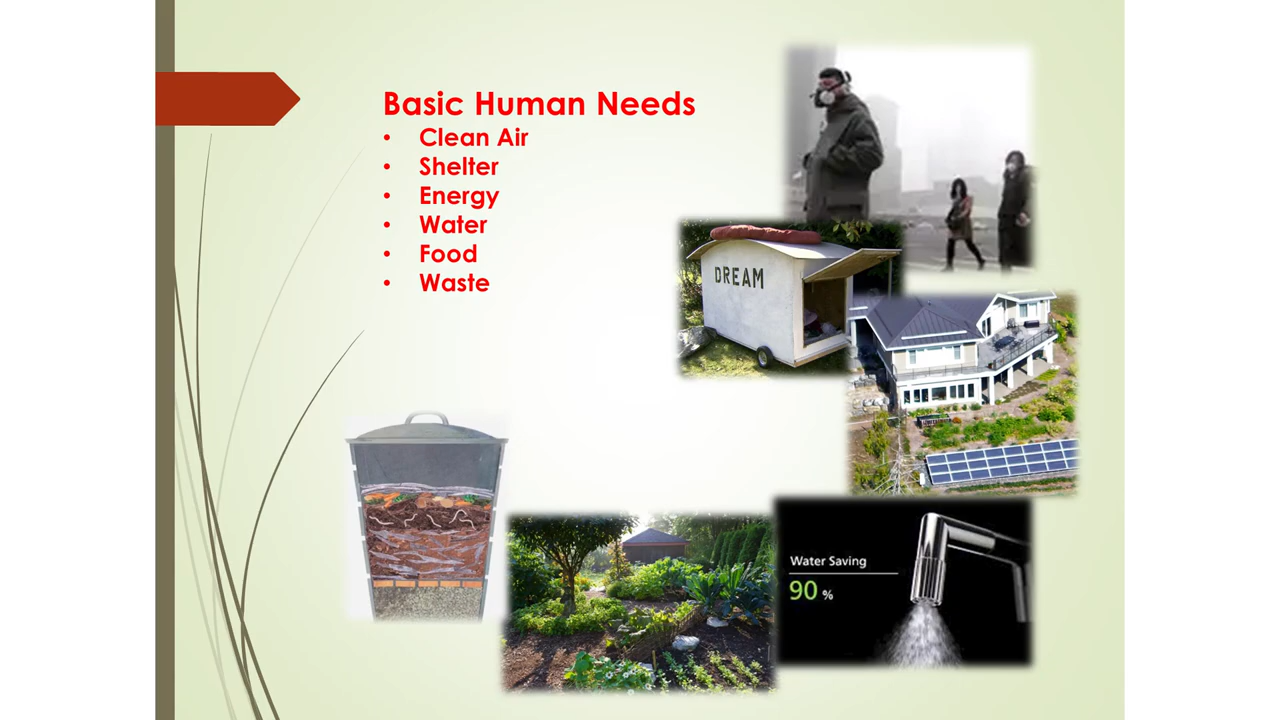 Basic Human Needs
• Clean Air
• Shelter
• Energy
• Water
• Food
• Waste
DREAM
Water Saving
90 %